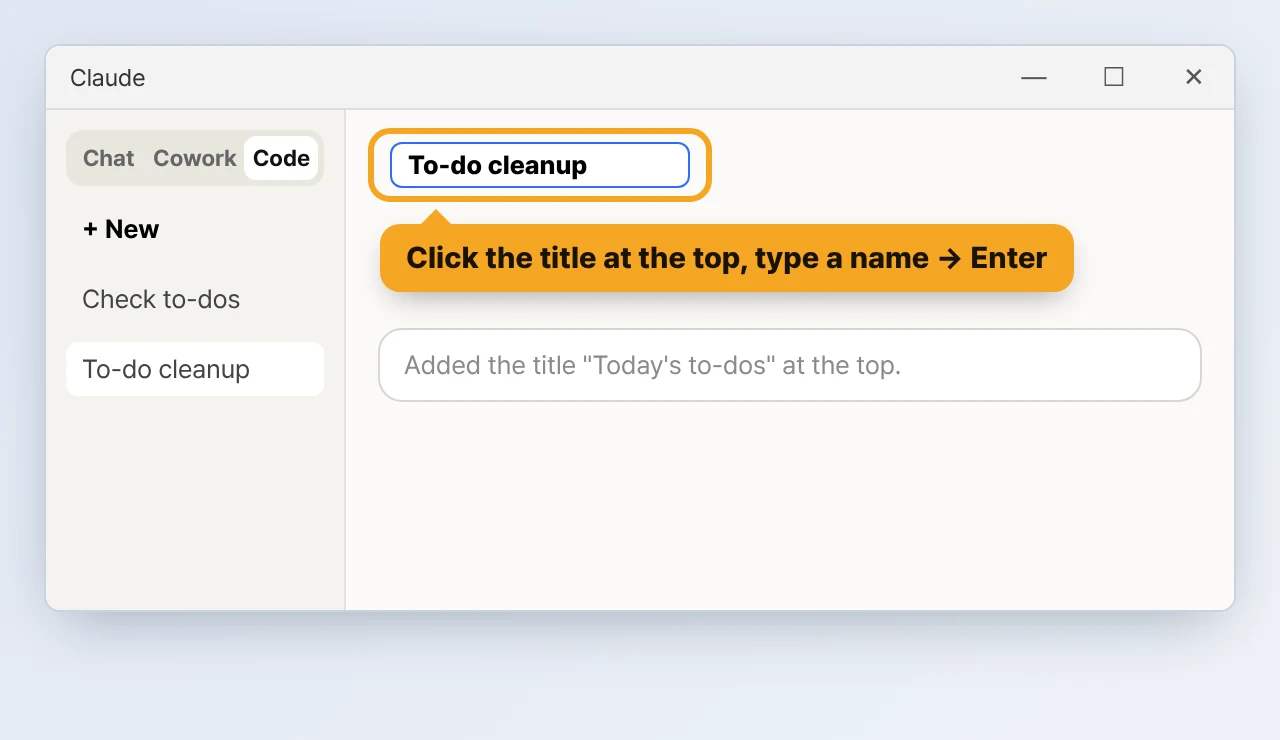 Claude
Chat Cowork Code
+ New
Check to-dos
To-do cleanup
To-do cleanup
Click the title at the top, type a name → Enter
Added the title "Today's to-dos" at the top.